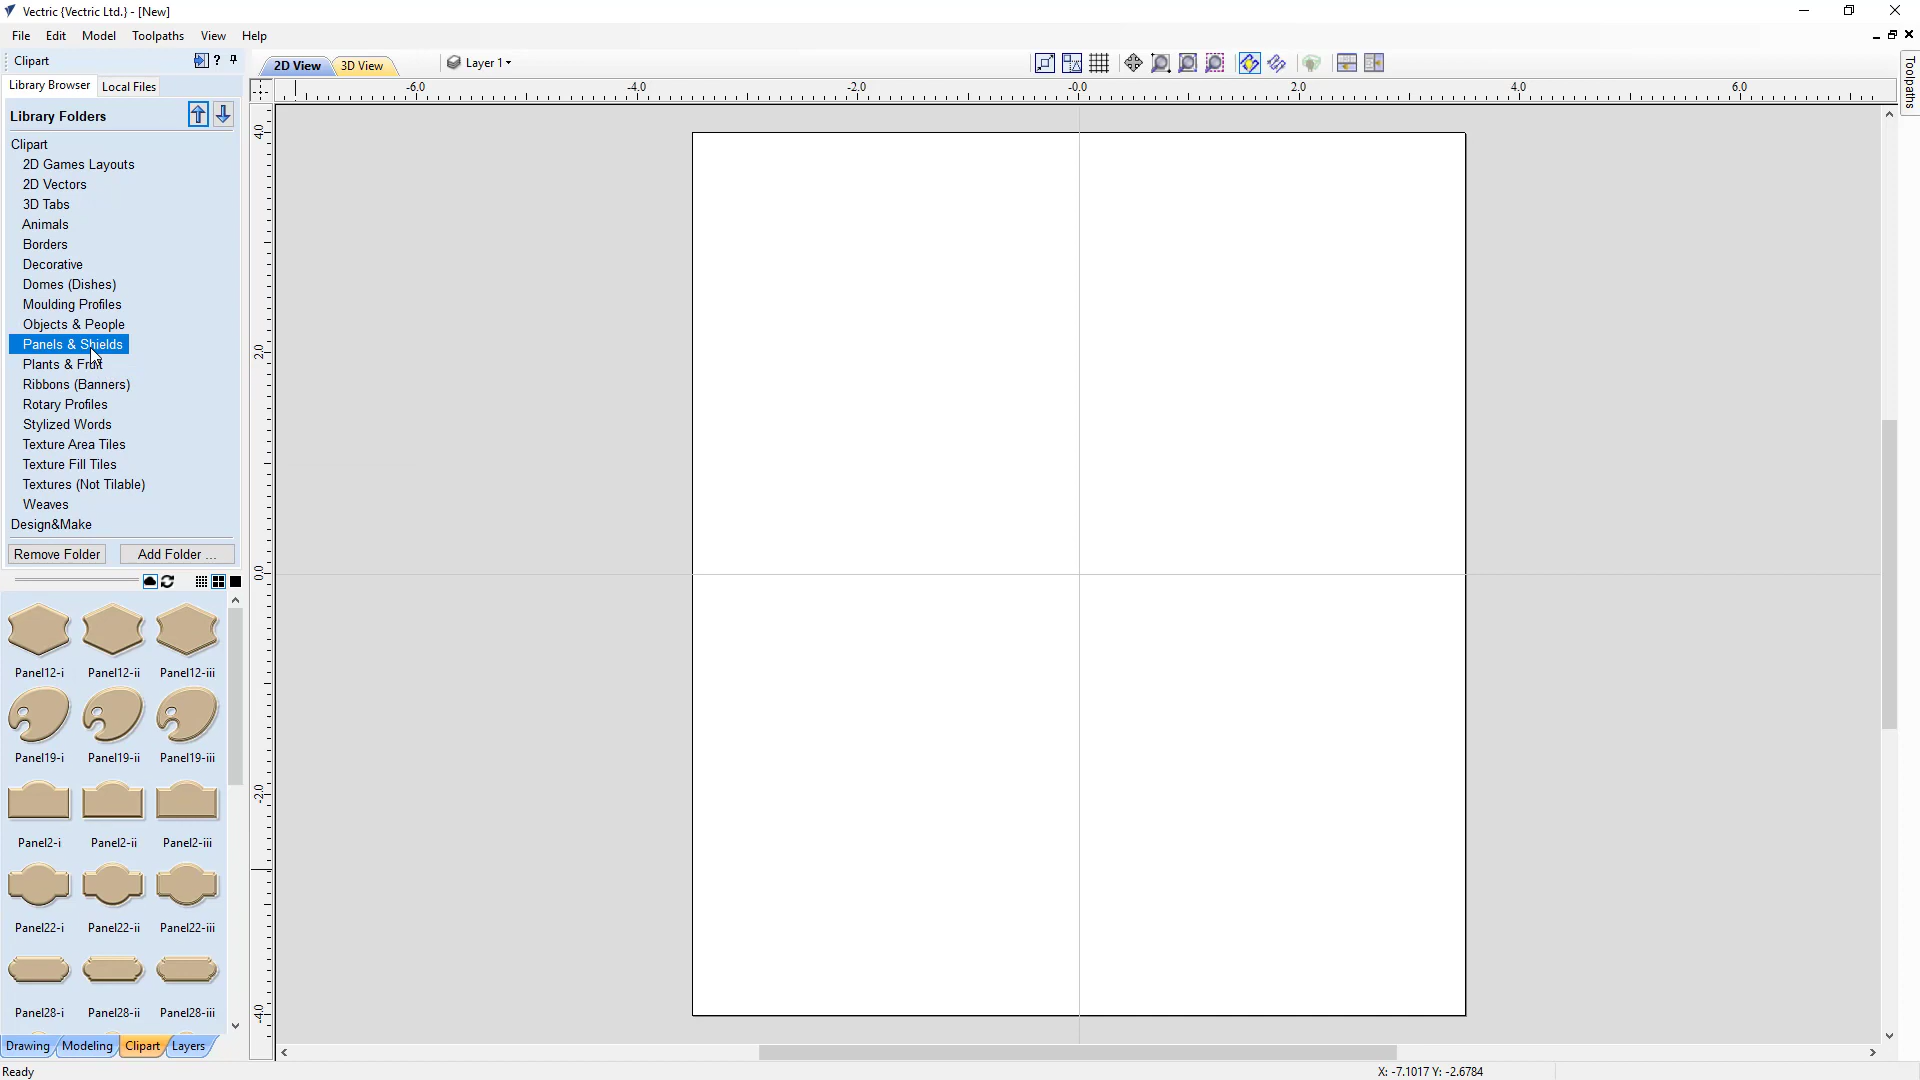 Vectric {Vectric Ltd.} - [New]
File Edit Model Toolpaths View Help
Clipart
?
2D View 3D View Layer 1
Library Browser Local Files
Toolpaths
-6.0 -4.0 -2.0 -0.0 2.0 4.0 6.0
Library Folders
Clipart
2D Games Layouts
2D Vectors
3D Tabs
Animals
Borders
Decorative
Domes (Dishes)
Moulding Profiles
Objects & People
Panels & Shields
Plants & Fruit
Ribbons (Banners)
Rotary Profiles
Stylized Words
Texture Area Tiles
Texture Fill Tiles
Textures (Not Tilable)
Weaves
Design&Make
Remove Folder Add Folder ...
4.0
2.0
0.0
-2.0
-4.0
Panel12-i Panel12-ii Panel12-iii
Panel19-i Panel19-ii Panel19-iii
Panel2-i Panel2-ii Panel2-iii
Panel22-i Panel22-ii Panel22-iii
Panel28-i Panel28-ii Panel28-iii
Drawing Modeling Clipart Layers
Ready
X: -7.1017 Y: -2.6784